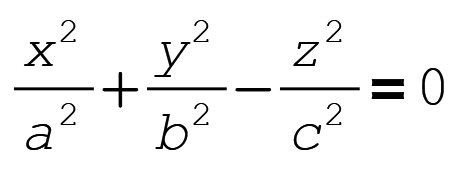 x²/a² + y²/b² − z²/c² = 0